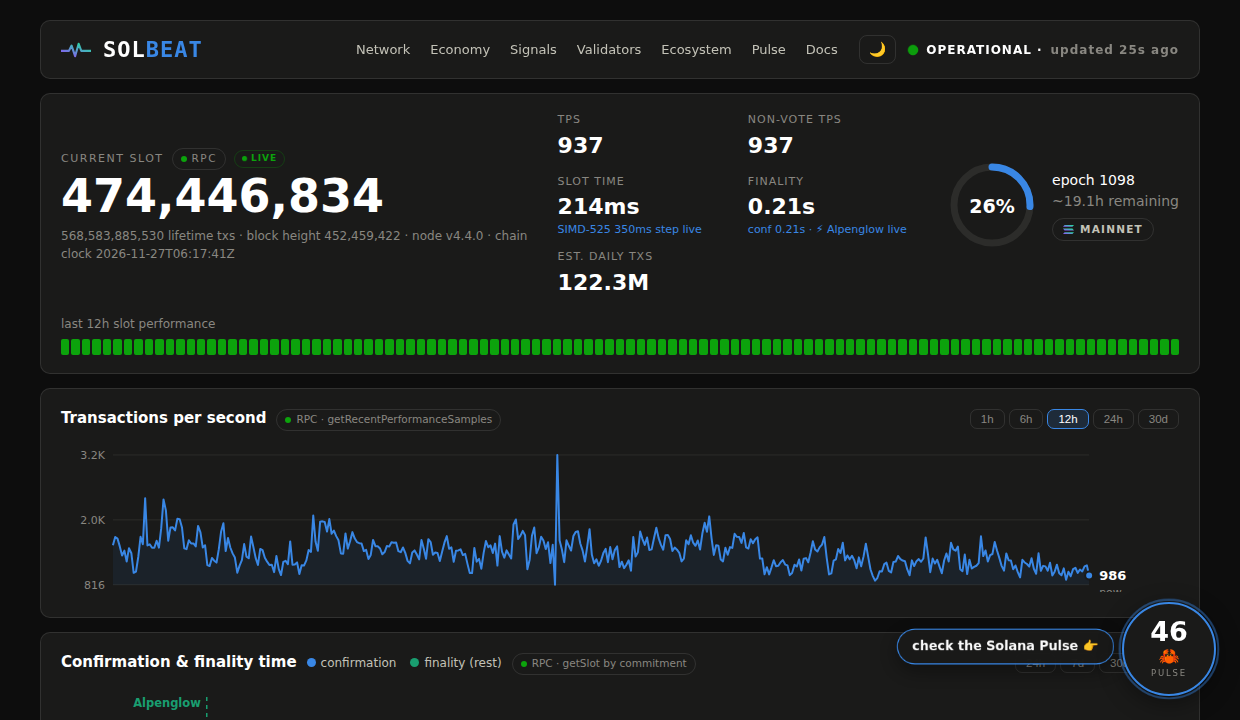 SOLBEAT
Network Economy Signals Validators Ecosystem Pulse Docs
OPERATIONAL · updated 25s ago
CURRENT SLOT RPC LIVE
474,446,834
568,583,885,530 lifetime txs · block height 452,459,422 · node v4.4.0 · chain
clock 2026-11-27T06:17:41Z
TPS
937
NON-VOTE TPS
937
SLOT TIME
214ms
SIMD-525 350ms step live
FINALITY
0.21s
conf 0.21s · ⚡ Alpenglow live
EST. DAILY TXS
122.3M
26%
epoch 1098
~19.1h remaining
MAINNET
last 12h slot performance
Transactions per second RPC · getRecentPerformanceSamples
1h 6h 12h 24h 30d
3.2K
2.0K
816
986
now
Confirmation & finality time confirmation finality (rest) RPC · getSlot by commitment
24h 7d 30d
Alpenglow
check the Solana Pulse 👉
46
🦀
PULSE